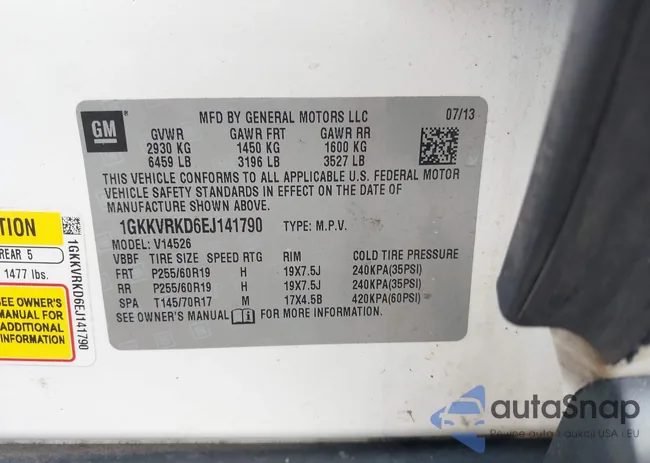 MFD BY GENERAL MOTORS LLC 07/13
GM
GVWR GAWR FRT GAWR RR
2930 KG 1450 KG 1600 KG
6459 LB 3196 LB 3527 LB
THIS VEHICLE CONFORMS TO ALL APPLICABLE U.S. FEDERAL MOTOR
VEHICLE SAFETY STANDARDS IN EFFECT ON THE DATE OF
MANUFACTURE SHOWN ABOVE.
1GKKVRKD6EJ141790 TYPE: M.P.V.
MODEL: V14526
VBBF TIRE SIZE SPEED RTG RIM COLD TIRE PRESSURE
FRT P255/60R19 H 19X7.5J 240KPA(35PSI)
RR P255/60R19 H 19X7.5J 240KPA(35PSI)
SPA T145/70R17 M 17X4.5B 420KPA(60PSI)
SEE OWNER'S MANUAL i FOR MORE INFORMATION.
REAR 5
1477 lbs.
SEE OWNER'S
MANUAL FOR
ADDITIONAL
INFORMATION
1GKKVRKD6EJ141790
autoSnap
Pewne auto z aukcji USA i EU